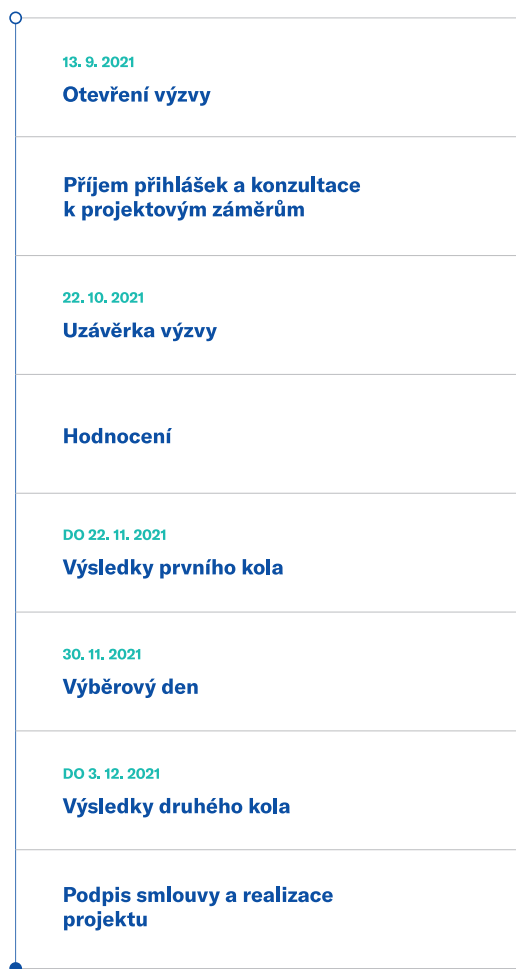 13. 9. 2021
Otevření výzvy
Příjem přihlášek a konzultace
k projektovým záměrům
22. 10. 2021
Uzávěrka výzvy
Hodnocení
DO 22. 11. 2021
Výsledky prvního kola
30. 11. 2021
Výběrový den
DO 3. 12. 2021
Výsledky druhého kola
Podpis smlouvy a realizace
projektu